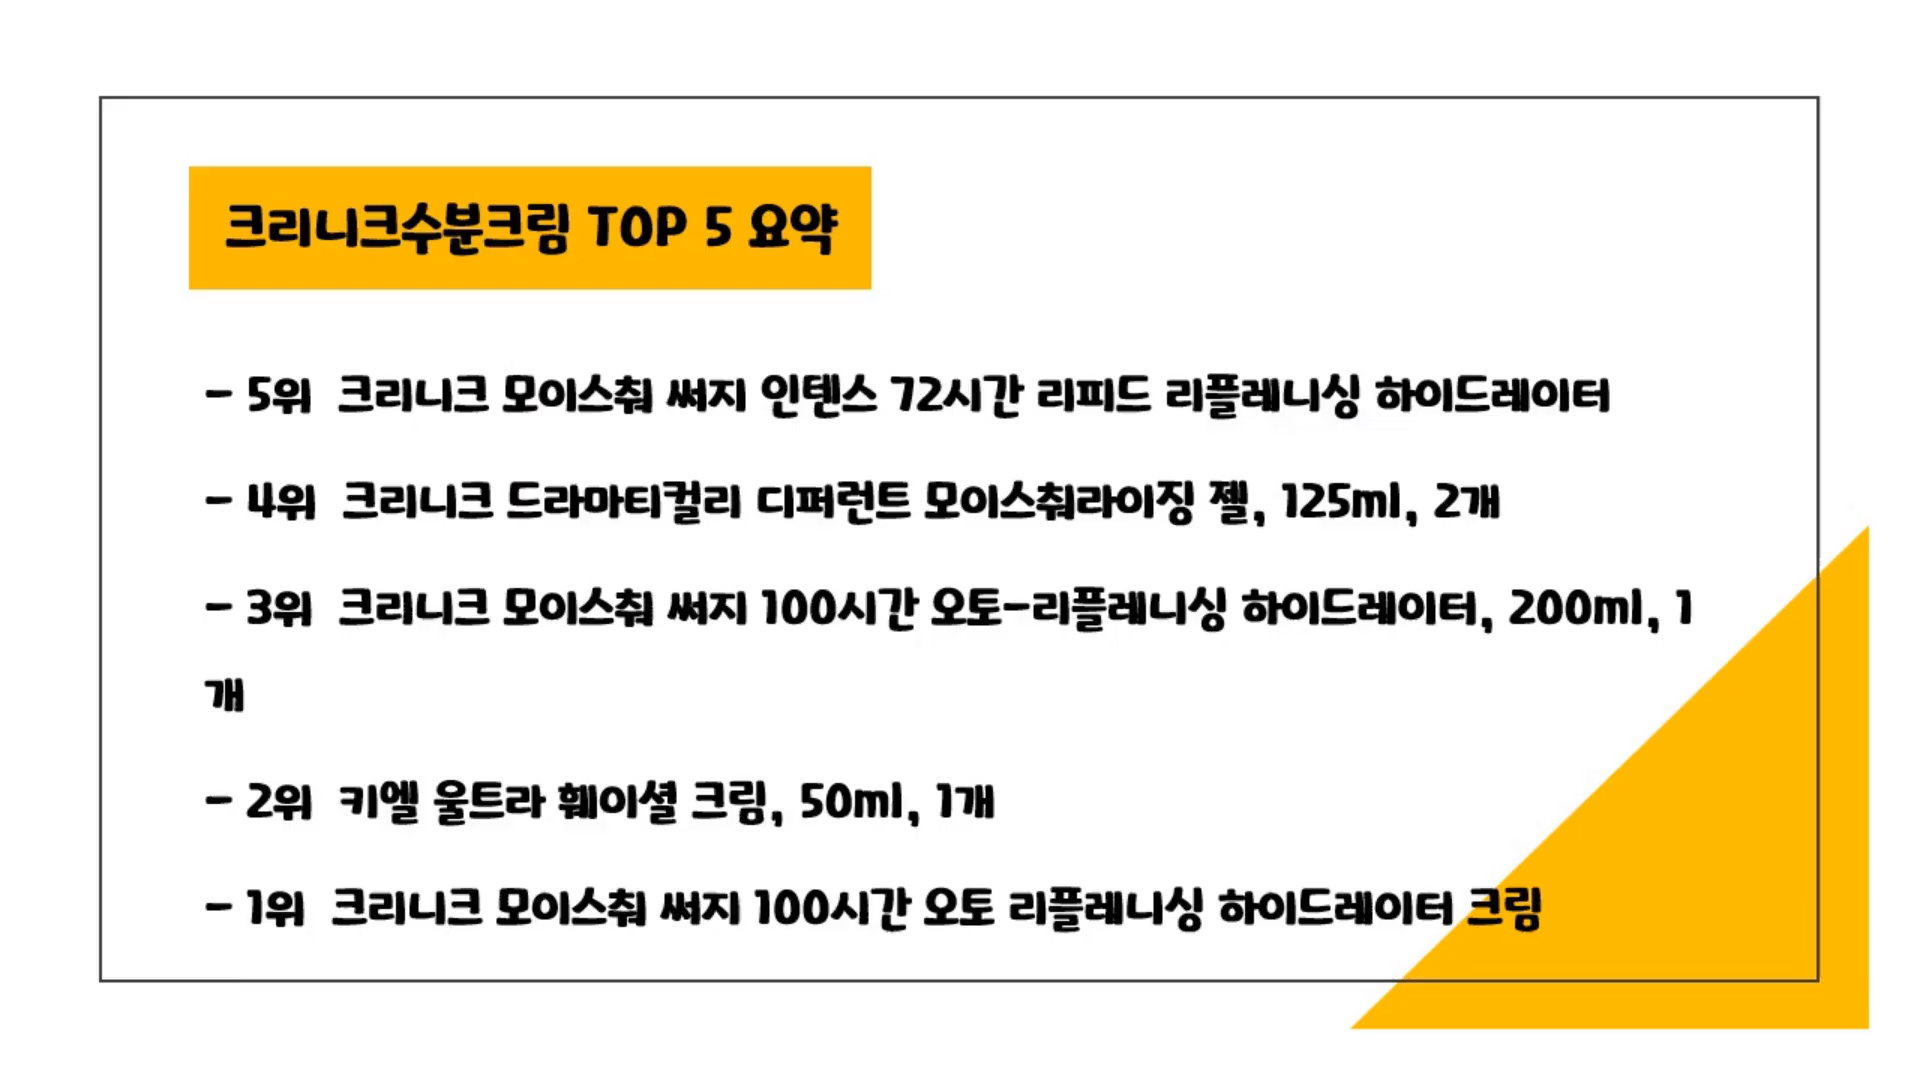 크리니크수분크림 TOP 5 요약
- 5위  크리니크 모이스춰 써지 인텐스 72시간 리피드 리플레니싱 하이드레이터
- 4위  크리니크 드라마티컬리 디퍼런트 모이스춰라이징 젤, 125ml, 2개
- 3위  크리니크 모이스춰 써지 100시간 오토-리플레니싱 하이드레이터, 200ml, 1
개
- 2위  키엘 울트라 훼이셜 크림, 50ml, 1개
- 1위  크리니크 모이스춰 써지 100시간 오토 리플레니싱 하이드레이터 크림